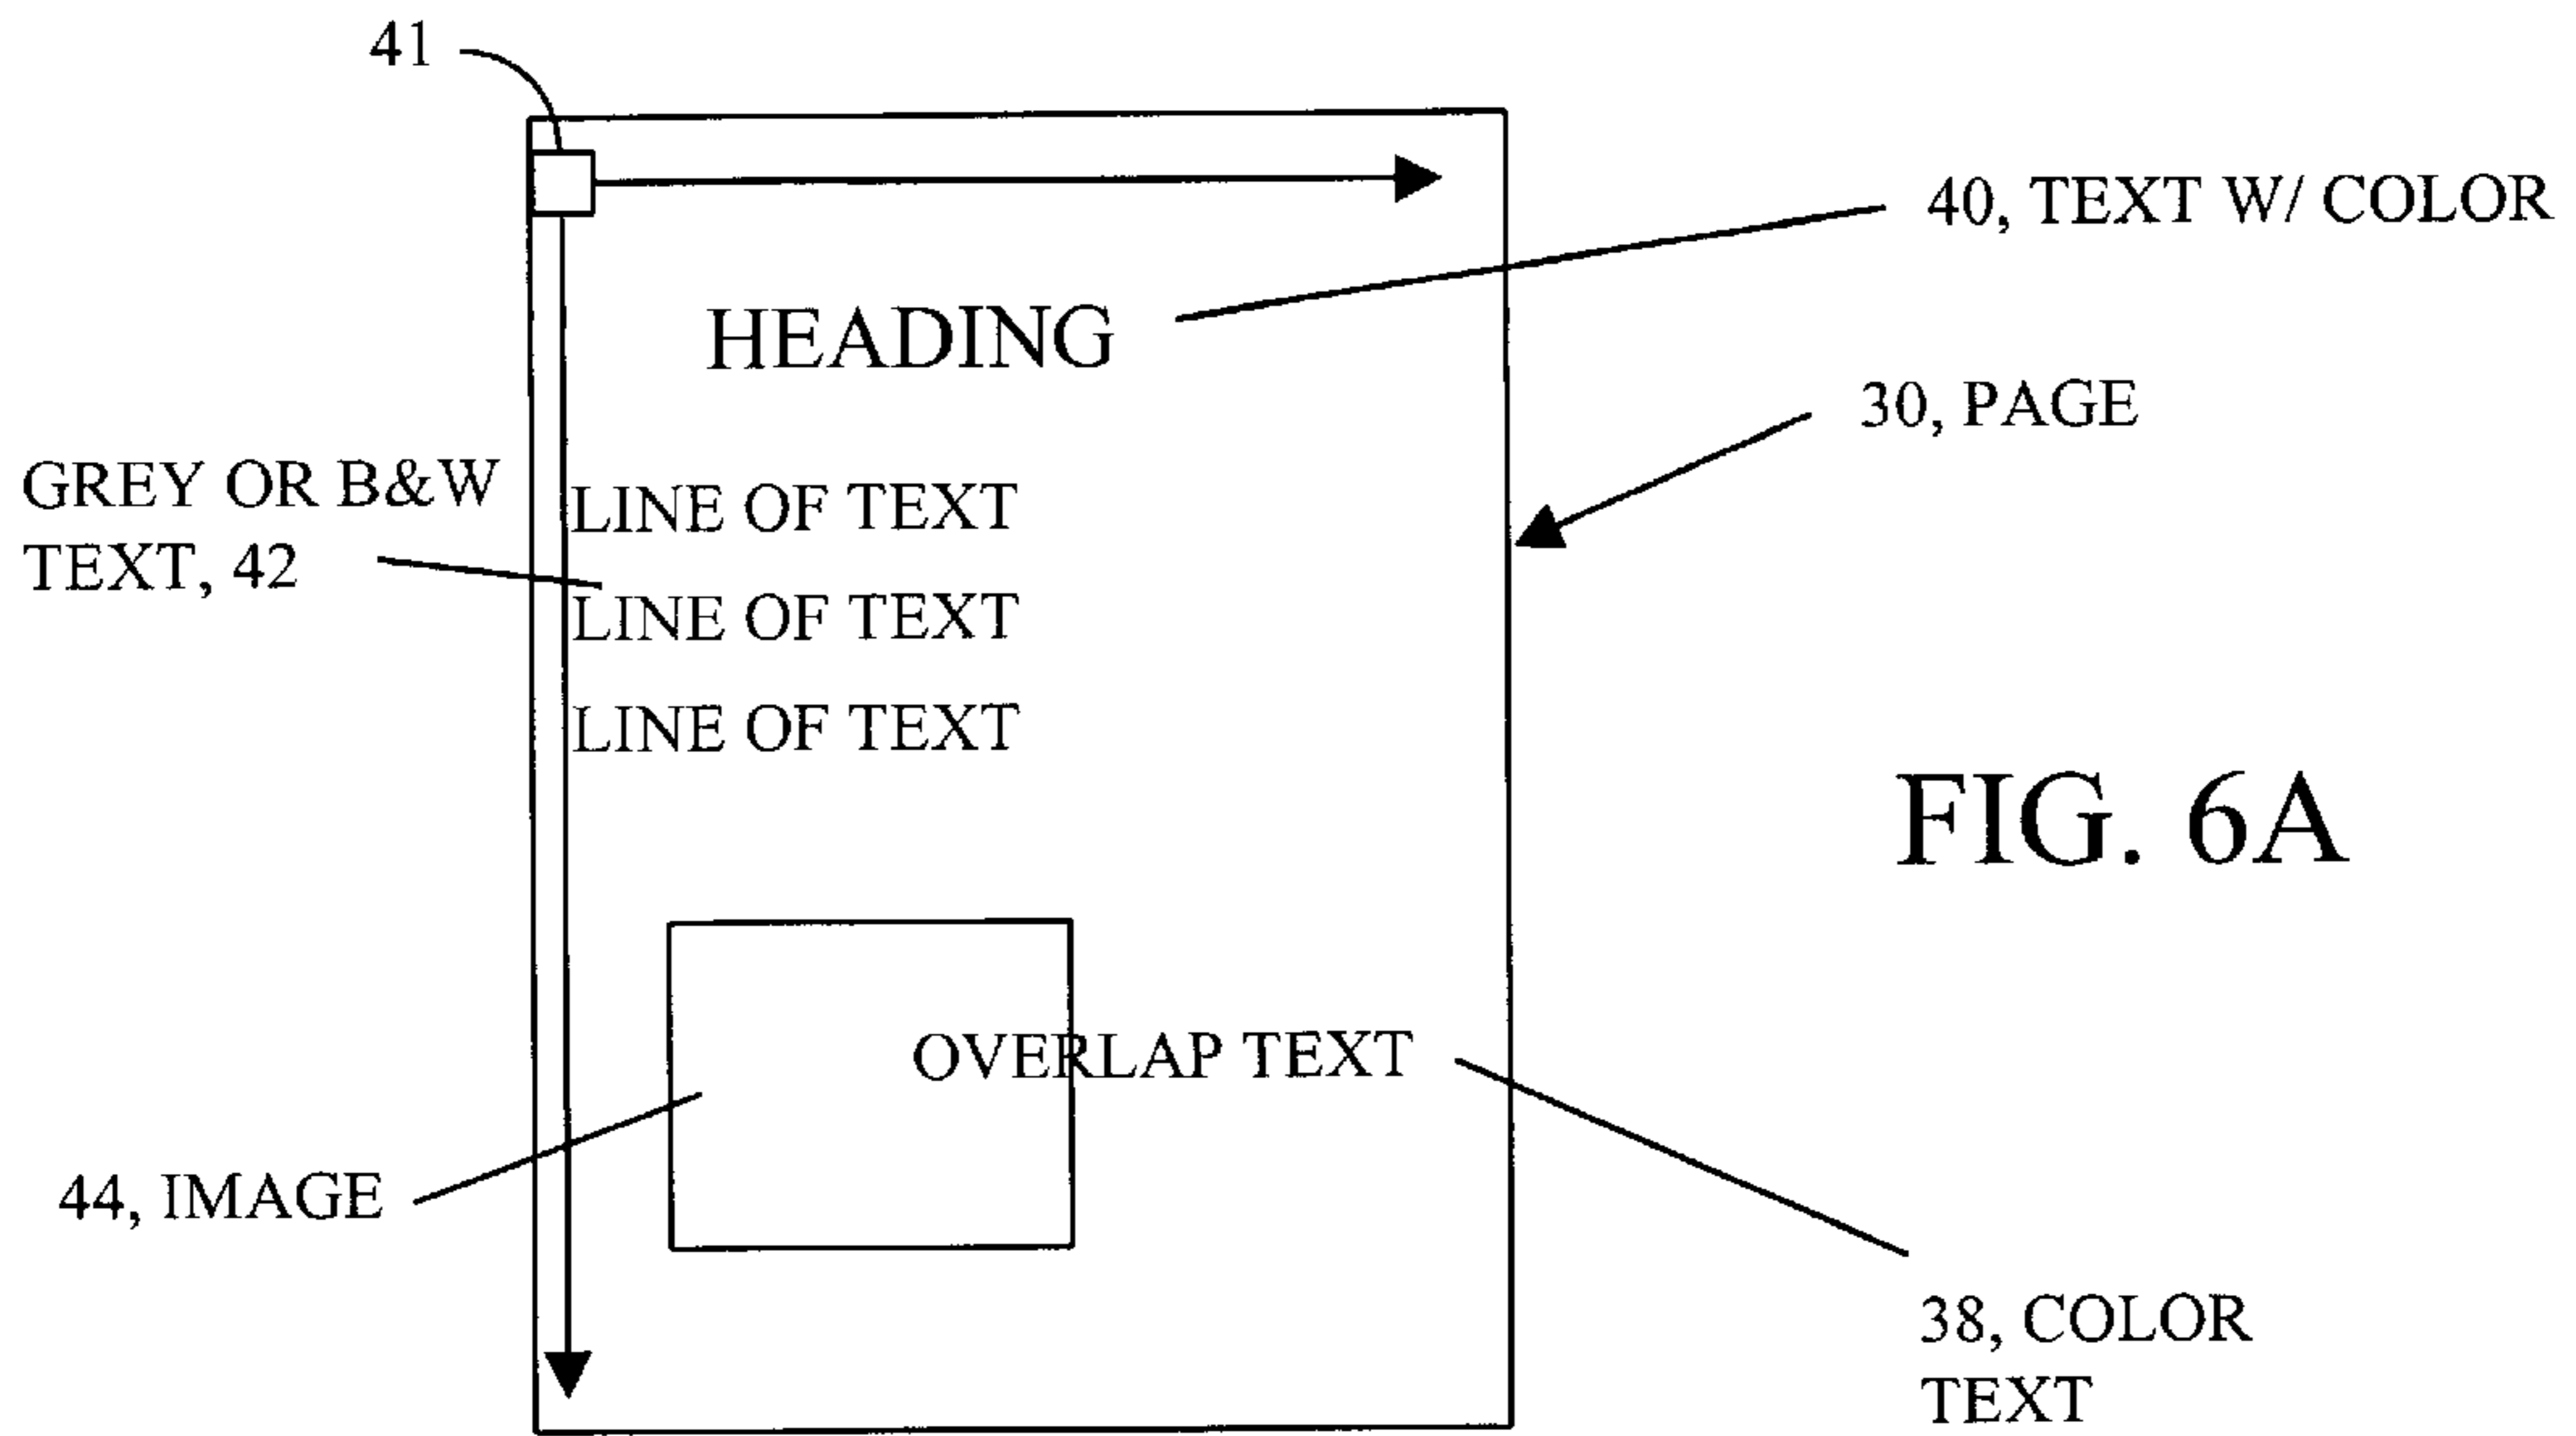 41
40, TEXT W/ COLOR
HEADING
30, PAGE
GREY OR B&W
TEXT, 42
LINE OF TEXT
LINE OF TEXT
LINE OF TEXT
FIG. 6A
OVERLAP TEXT
44, IMAGE
38, COLOR
TEXT